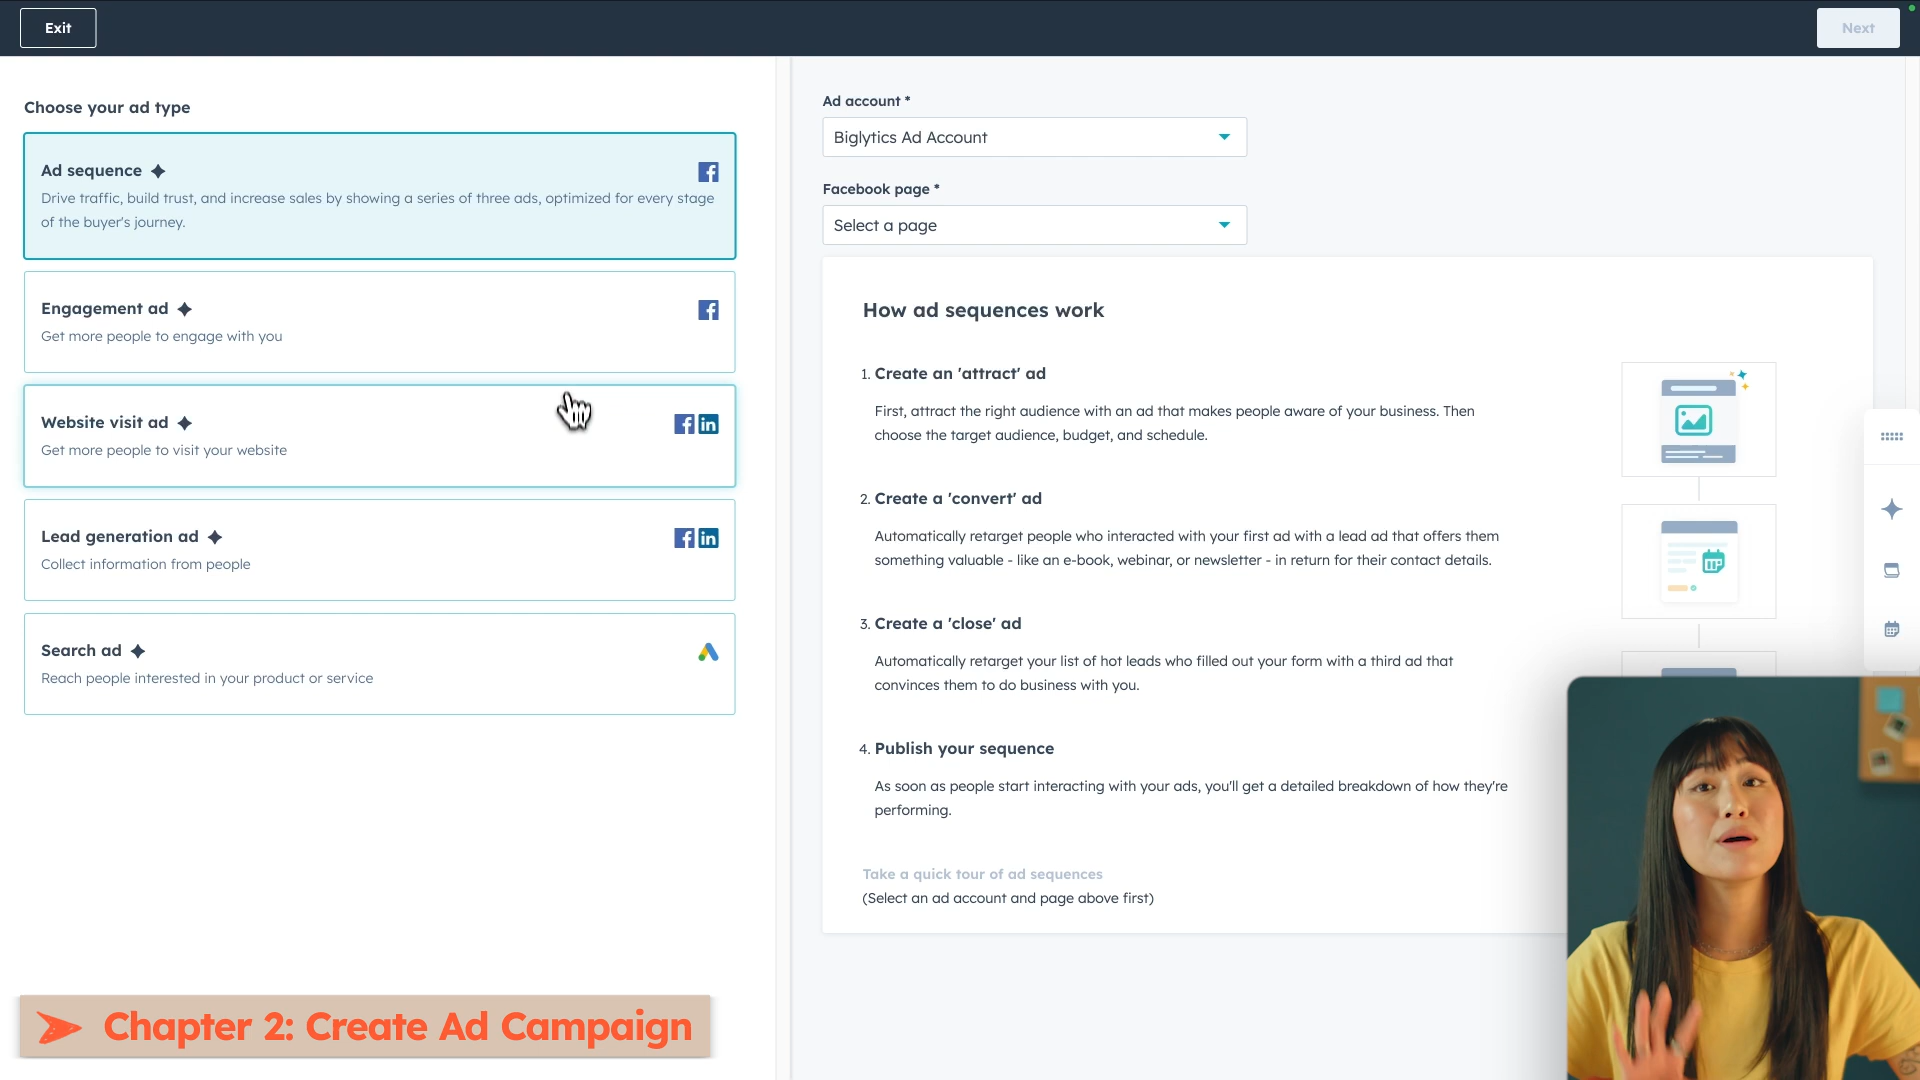 Exit
Next
Choose your ad type
Ad sequence
Drive traffic, build trust, and increase sales by showing a series of three ads, optimized for every stage
of the buyer's journey.
Engagement ad
Get more people to engage with you
Website visit ad
Get more people to visit your website
in
Lead generation ad
Collect information from people
in
Search ad
Reach people interested in your product or service
Ad account *
Biglytics Ad Account
Facebook page *
Select a page
How ad sequences work
1. Create an 'attract' ad
First, attract the right audience with an ad that makes people aware of your business. Then
choose the target audience, budget, and schedule.
2. Create a 'convert' ad
Automatically retarget people who interacted with your first ad with a lead ad that offers them
something valuable - like an e-book, webinar, or newsletter - in return for their contact details.
3. Create a 'close' ad
Automatically retarget your list of hot leads who filled out your form with a third ad that
convinces them to do business with you.
4. Publish your sequence
As soon as people start interacting with your ads, you'll get a detailed breakdown of how they're
performing.
Take a quick tour of ad sequences
(Select an ad account and page above first)
Chapter 2: Create Ad Campaign